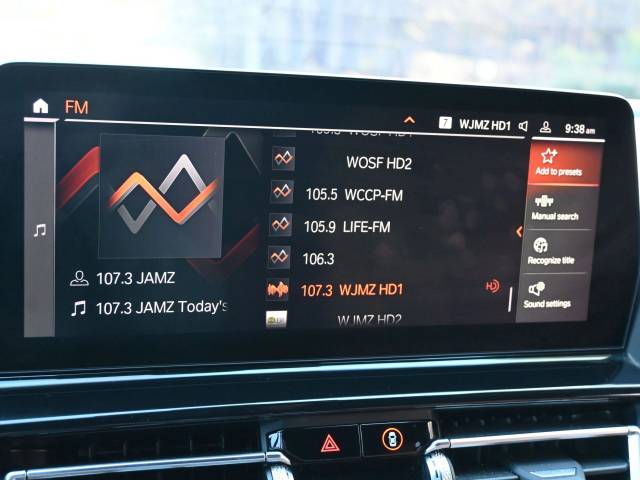 FM
7 WJMZ HD1 9:38 am
WOSF HD2
105.5 WCCP-FM
105.9 LIFE-FM
106.3
107.3 WJMZ HD1
WJMZ HD2
107.3 JAMZ
107.3 JAMZ Today's
Add to presets
Manual search
Recognize title
Sound settings